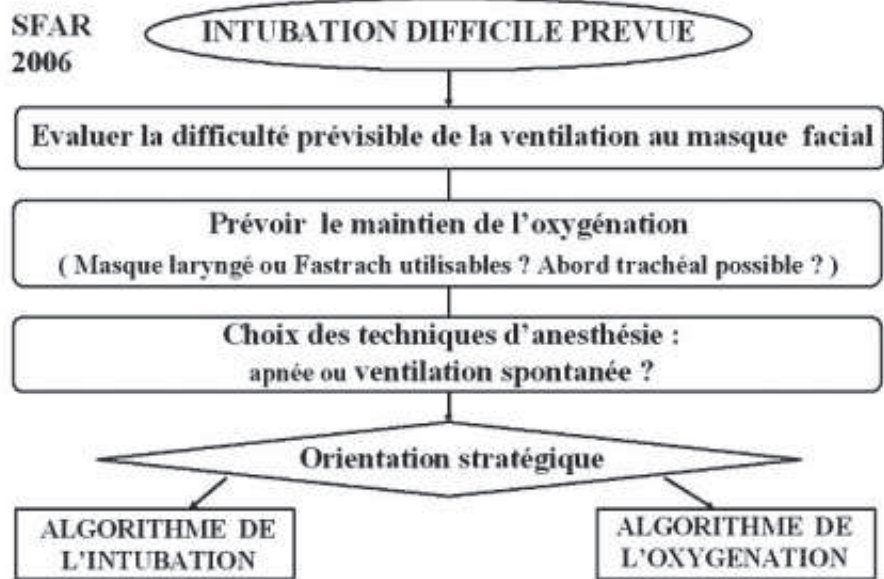 SFAR
2006
INTUBATION DIFFICILE PREVUE
Evaluer la difficulté prévisible de la ventilation au masque facial
Prévoir le maintien de l'oxygénation
( Masque laryngé ou Fastrach utilisables ? Abord trachéal possible ? )
Choix des techniques d'anesthésie :
apnée ou ventilation spontanée ?
Orientation stratégique
ALGORITHME DE
L'INTUBATION
ALGORITHME DE
L'OXYGENATION